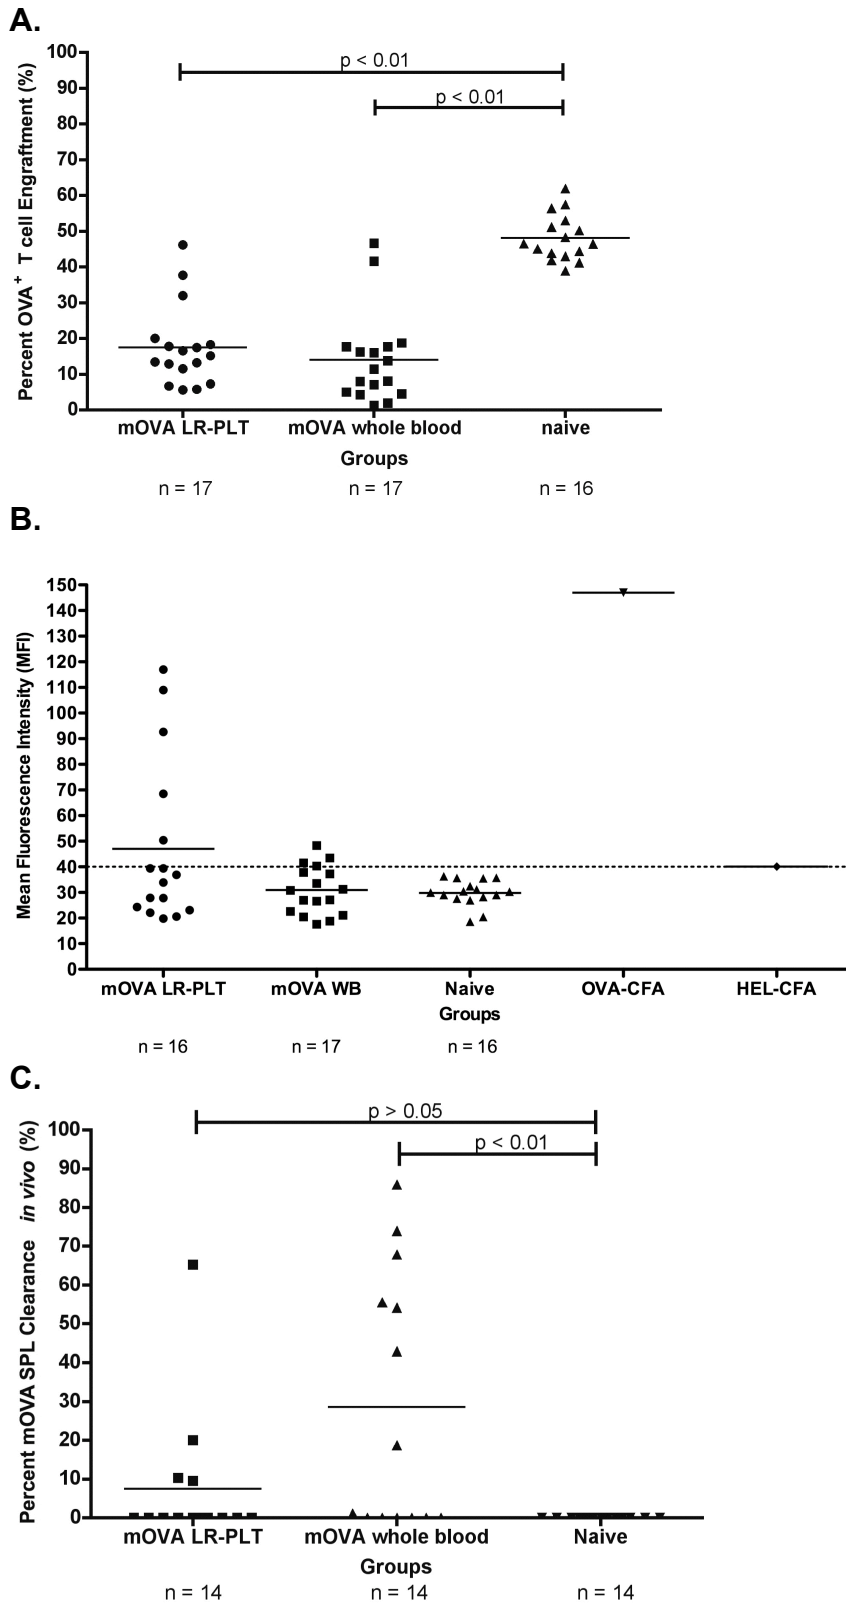 A.
Percent OVA+ T cell Engraftment (%)
100
90
80
70
60
50
40
30
20
10
0
p < 0.01
p < 0.01
mOVA LR-PLT mOVA whole blood naive
Groups
n = 17 n = 17 n = 16
B.
Mean Fluorescence Intensity (MFI)
150
140
130
120
110
100
90
80
70
60
50
40
30
20
10
0
mOVA LR-PLT mOVA WB Naive OVA-CFA HEL-CFA
Groups
n = 16 n = 17 n = 16
C.
Percent mOVA SPL Clearance in vivo (%)
100
90
80
70
60
50
40
30
20
10
0
p > 0.05
p < 0.01
mOVA LR-PLT mOVA whole blood Naive
Groups
n = 14 n = 14 n = 14